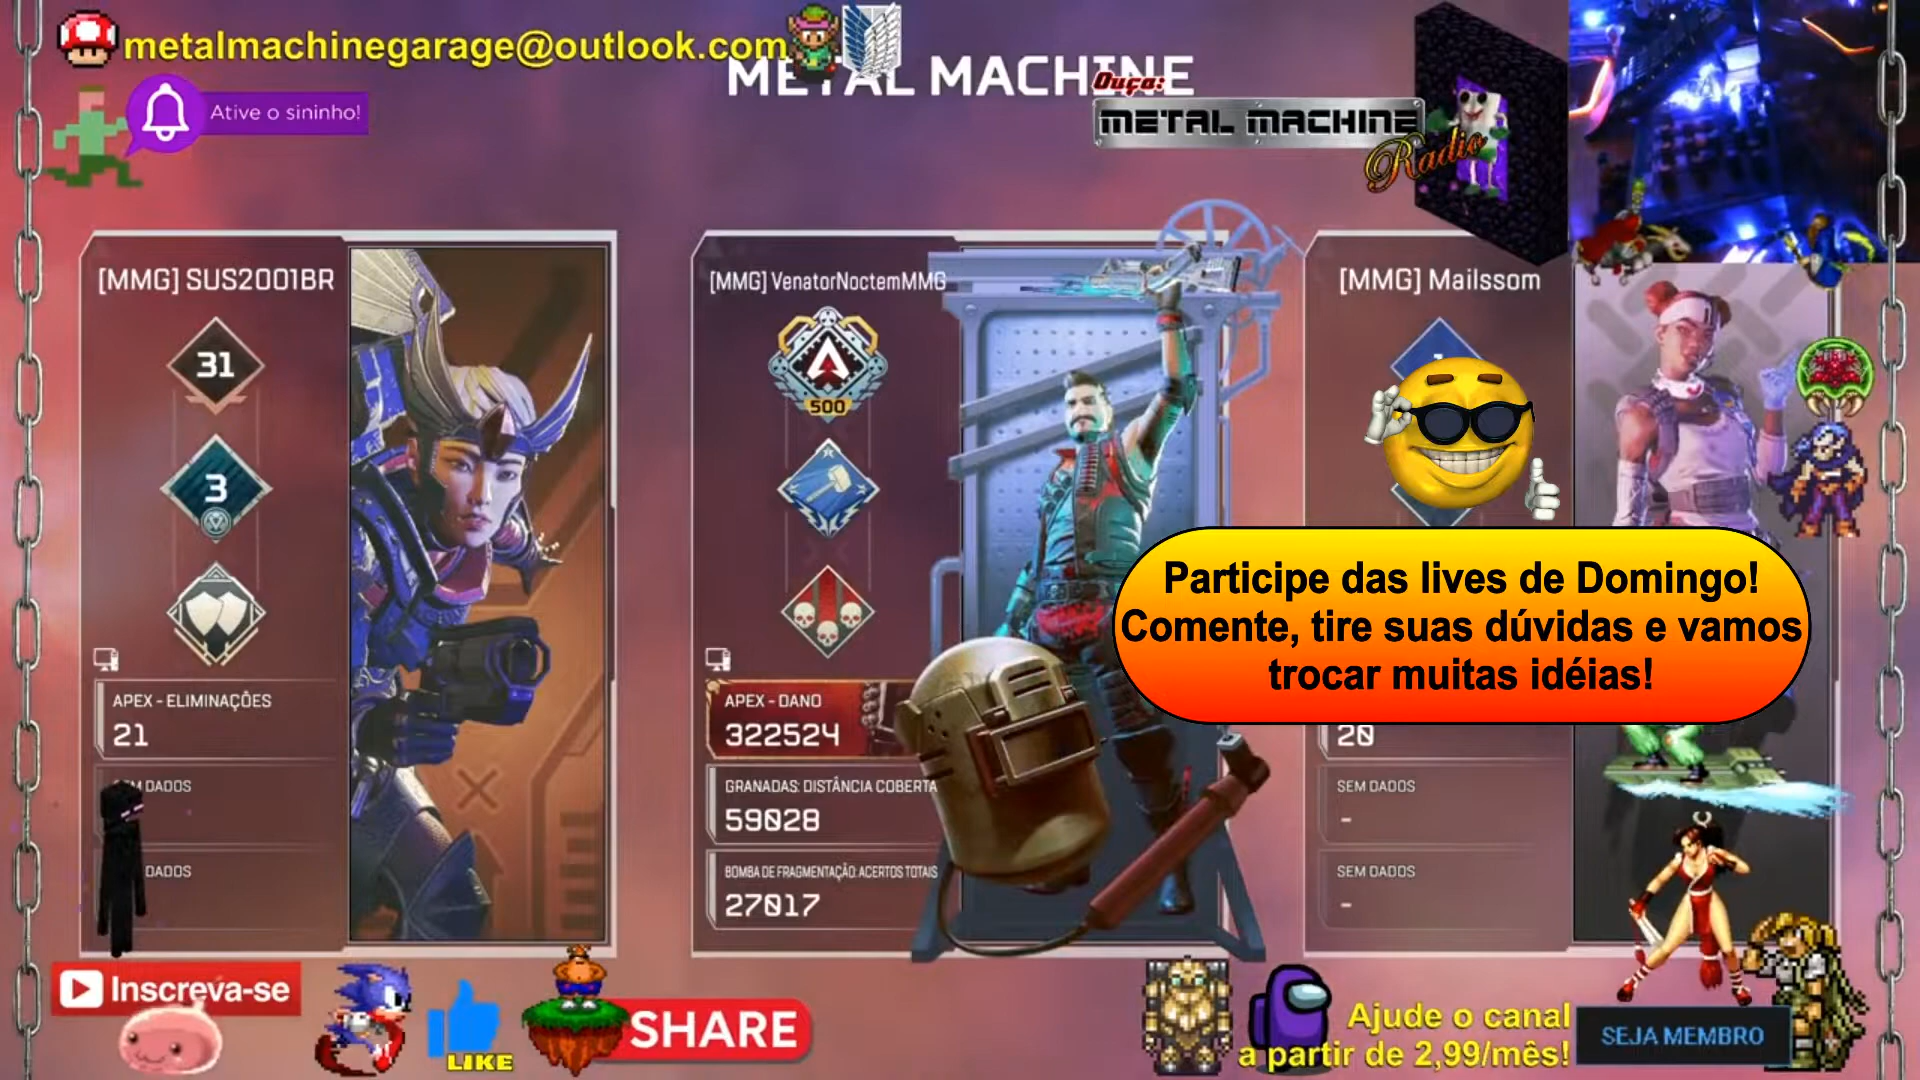 metalmachinegarage@outlook.com
METAL MACHINE
Ouça:
METAL MACHINE
Radio
Ative o sininho!
[MMG] SUS2001BR
31
3
APEX - ELIMINAÇÕES
21
DADOS
DADOS
[MMG] VenatorNoctemMMG
500
APEX - DANO
322524
GRANADAS: DISTÂNCIA COBERTA
59028
BOMBA DE FRAGMENTAÇÃO: ACERTOS TOTAIS
27017
[MMG] Mailssom
Participe das lives de Domingo!
Comente, tire suas dúvidas e vamos
trocar muitas idéias!
20
SEM DADOS
-
SEM DADOS
-
Inscreva-se
LIKE
SHARE
Ajude o canal
a partir de 2,99/mês!
SEJA MEMBRO